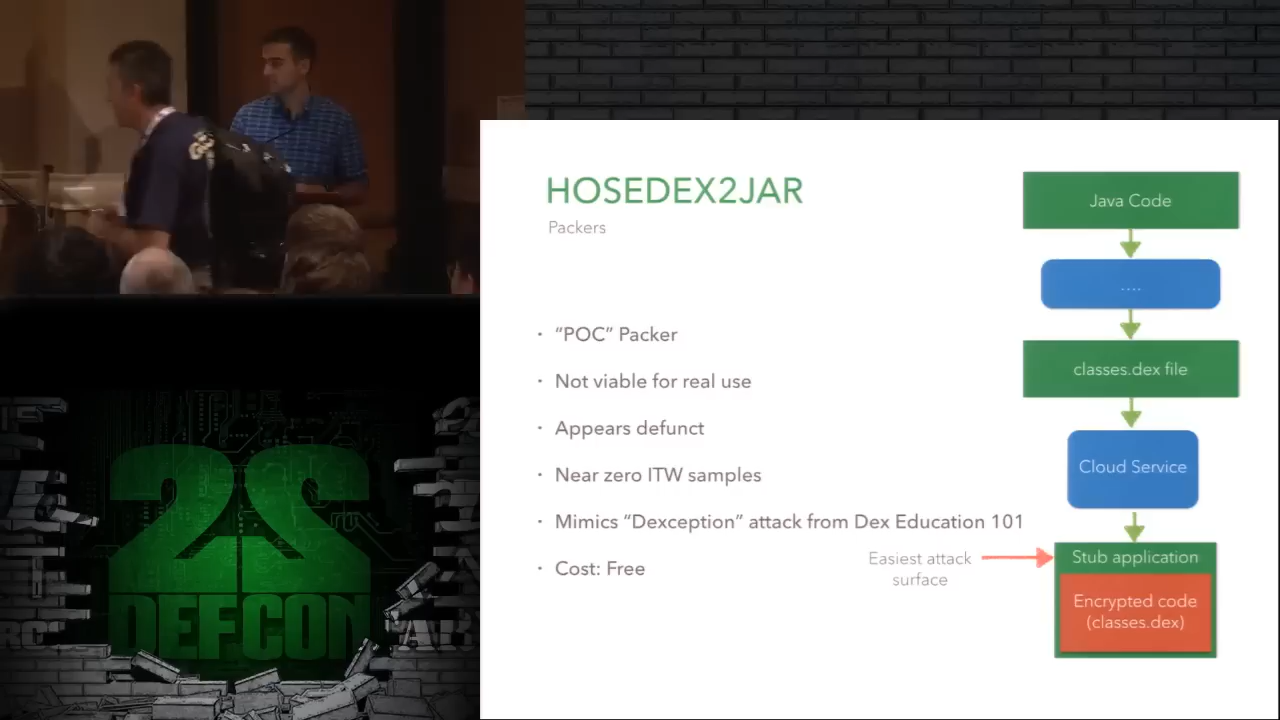 HOSEDEX2JAR
Packers
· “POC” Packer
· Not viable for real use
· Appears defunct
· Near zero ITW samples
· Mimics “Dexception” attack from Dex Education 101
· Cost: Free
Java Code
....
classes.dex file
Cloud Service
Easiest attack
surface
Stub application
Encrypted code
(classes.dex)
22
DEFCON